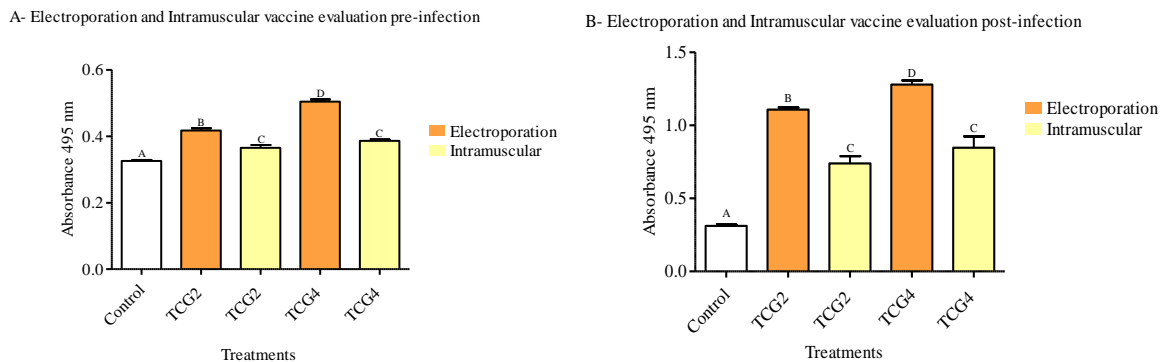 A- Electroporation and Intramuscular vaccine evaluation pre-infection
Absorbance 495 nm
0.6
0.4
0.2
0.0
A
B
C
D
C
Control
TCG2
TCG2
TCG4
TCG4
Treatments
Electroporation
Intramuscular
B- Electroporation and Intramuscular vaccine evaluation post-infection
Absorbance 495 nm
1.5
1.0
0.5
0.0
A
B
C
D
C
Control
TCG2
TCG2
TCG4
TCG4
Treatments
Electroporation
Intramuscular